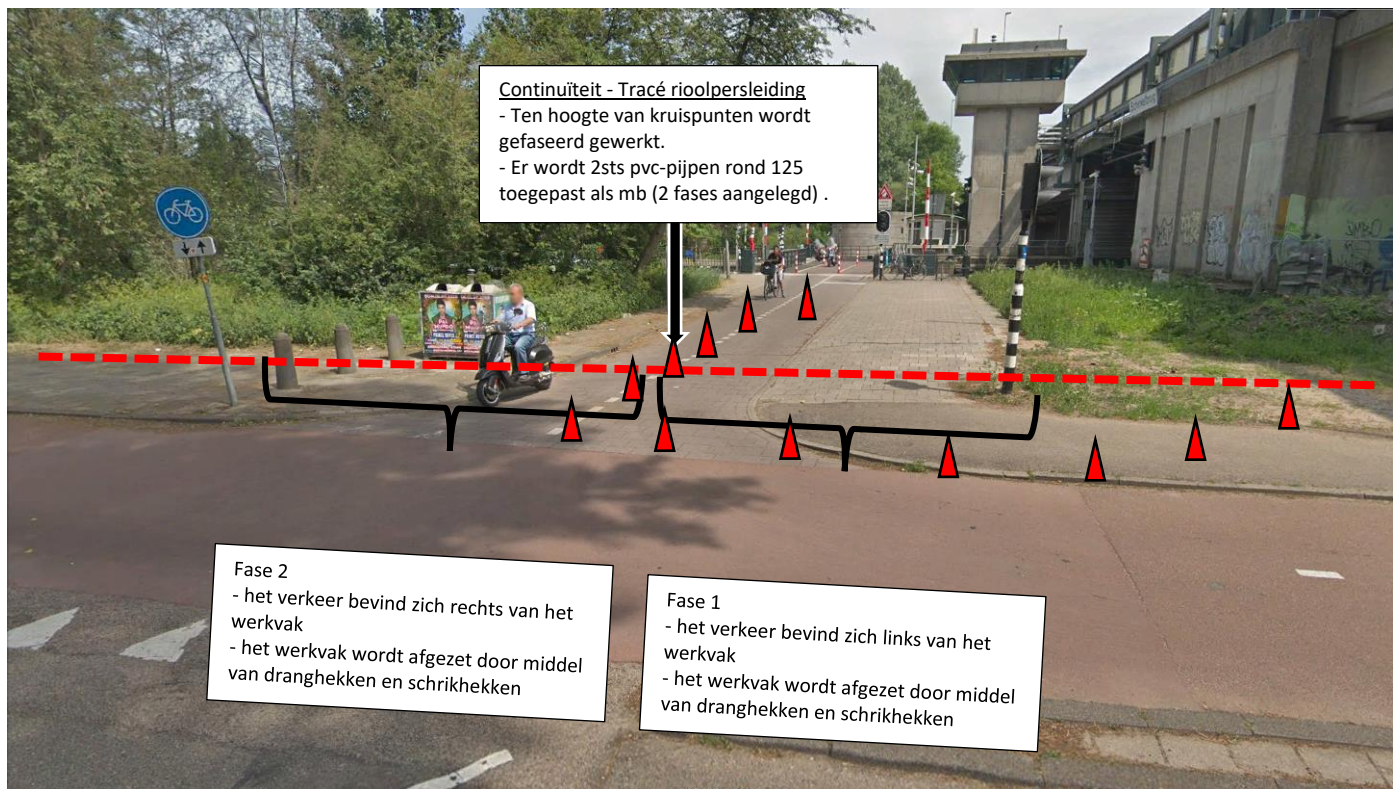 Continuïteit - Tracé rioolpersleiding
- Ten hoogte van kruispunten wordt
gefaseerd gewerkt.
- Er wordt 2sts pvc-pijpen rond 125
toegepast als mb (2 fases aangelegd) .
Fase 2
- het verkeer bevind zich rechts van het
werkvak
- het werkvak wordt afgezet door middel
van dranghekken en schrikhekken
Fase 1
- het verkeer bevind zich links van het
werkvak
- het werkvak wordt afgezet door middel
van dranghekken en schrikhekken